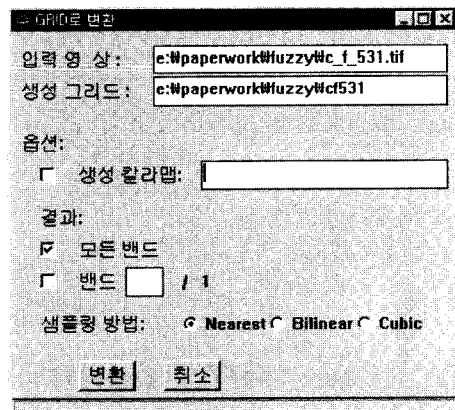 GRID로 변환
입력 영 상 : e:₩paperwork₩fuzzy₩c_f_531.tif
생성 그리드 : e:₩paperwork₩fuzzy₩cf531
옵션:
생성 칼라맵:
결과:
모든 밴드
밴드 / 1
샘플링 방법: Nearest Bilinear Cubic
변환 취소